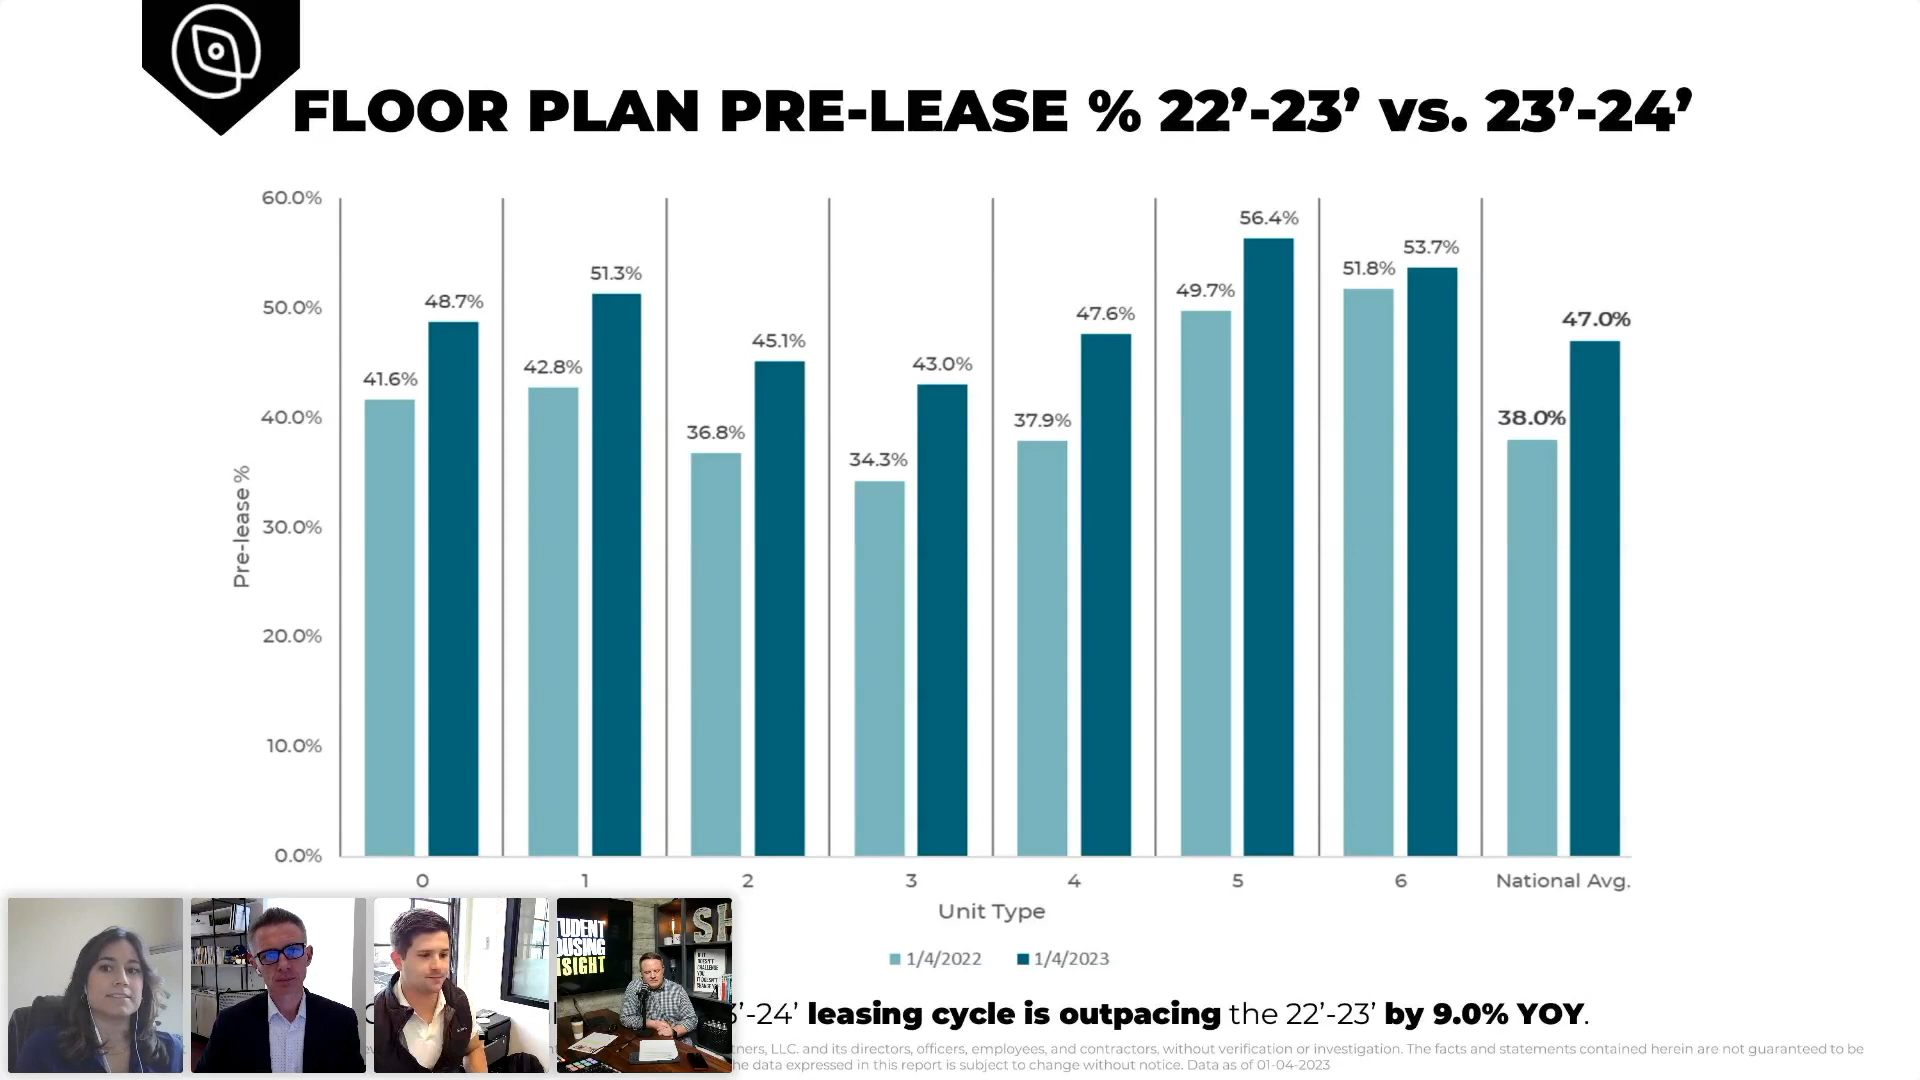 FLOOR PLAN PRE-LEASE % 22’-23’ vs. 23’-24’
60.0%
50.0%
40.0%
30.0%
20.0%
10.0%
0.0%
Pre-lease %
41.6% 48.7%
42.8% 51.3%
36.8% 45.1%
34.3% 43.0%
37.9% 47.6%
49.7% 56.4%
51.8% 53.7%
38.0% 47.0%
0 1 2 3 4 5 6 National Avg.
Unit Type
1/4/2022 1/4/2023
TUDENT
OUSING
SIGHT
SH
’-24’ leasing cycle is outpacing the 22’-23’ by 9.0% YOY.
tners, LLC. and its directors, officers, employees, and contractors, without verification or investigation. The facts and statements contained herein are not guaranteed to be
he data expressed in this report is subject to change without notice. Data as of 01-04-2023